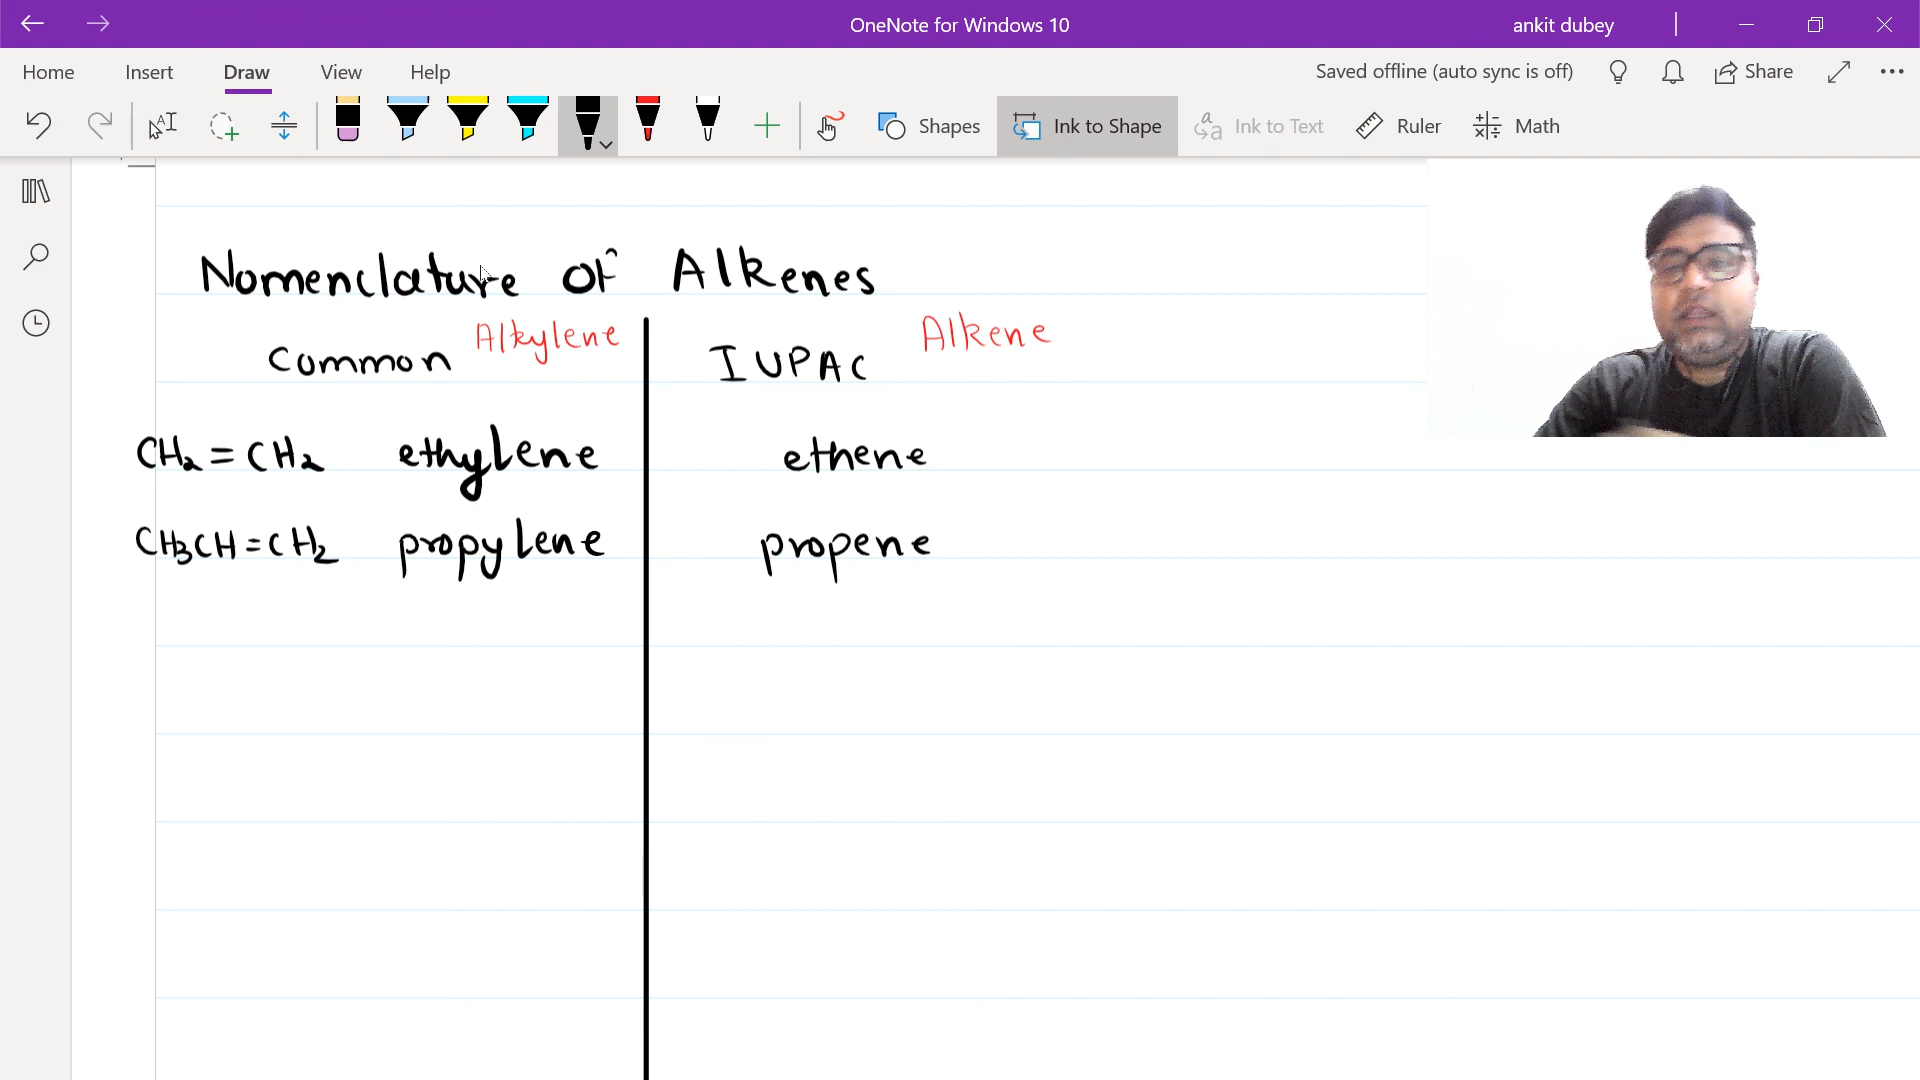 OneNote for Windows 10
ankit dubey
Home Insert Draw View Help
Saved offline (auto sync is off) Share
Shapes Ink to Shape Ink to Text Ruler Math
Nomenclature of Alkenes
Common Alkylene IUPAC Alkene
CH₂=CH₂ ethylene ethene
CH₃CH=CH₂ propylene propene